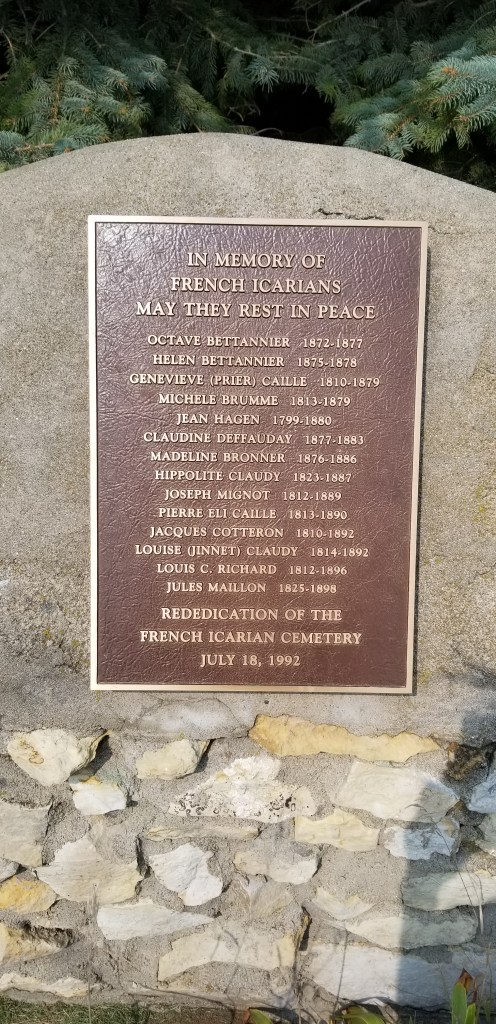 IN MEMORY OF
FRENCH ICARIANS
MAY THEY REST IN PEACE
OCTAVE BETTANNIER 1872-1877
HELEN BETTANNIER 1875-1878
GENEVIEVE (PRIER) CAILLE 1810-1879
MICHELE BRUMME 1813-1879
JEAN HAGEN 1799-1880
CLAUDINE DEFFAUDAY 1877-1883
MADELINE BRONNER 1876-1886
HIPPOLITE CLAUDY 1823-1887
JOSEPH MIGNOT 1812-1889
PIERRE ELI CAILLE 1813-1890
JACQUES COTTERON 1810-1892
LOUISE (JINNET) CLAUDY 1814-1892
LOUIS C. RICHARD 1812-1896
JULES MAILLON 1825-1898
REDEDICATION OF THE
FRENCH ICARIAN CEMETERY
JULY 18, 1992